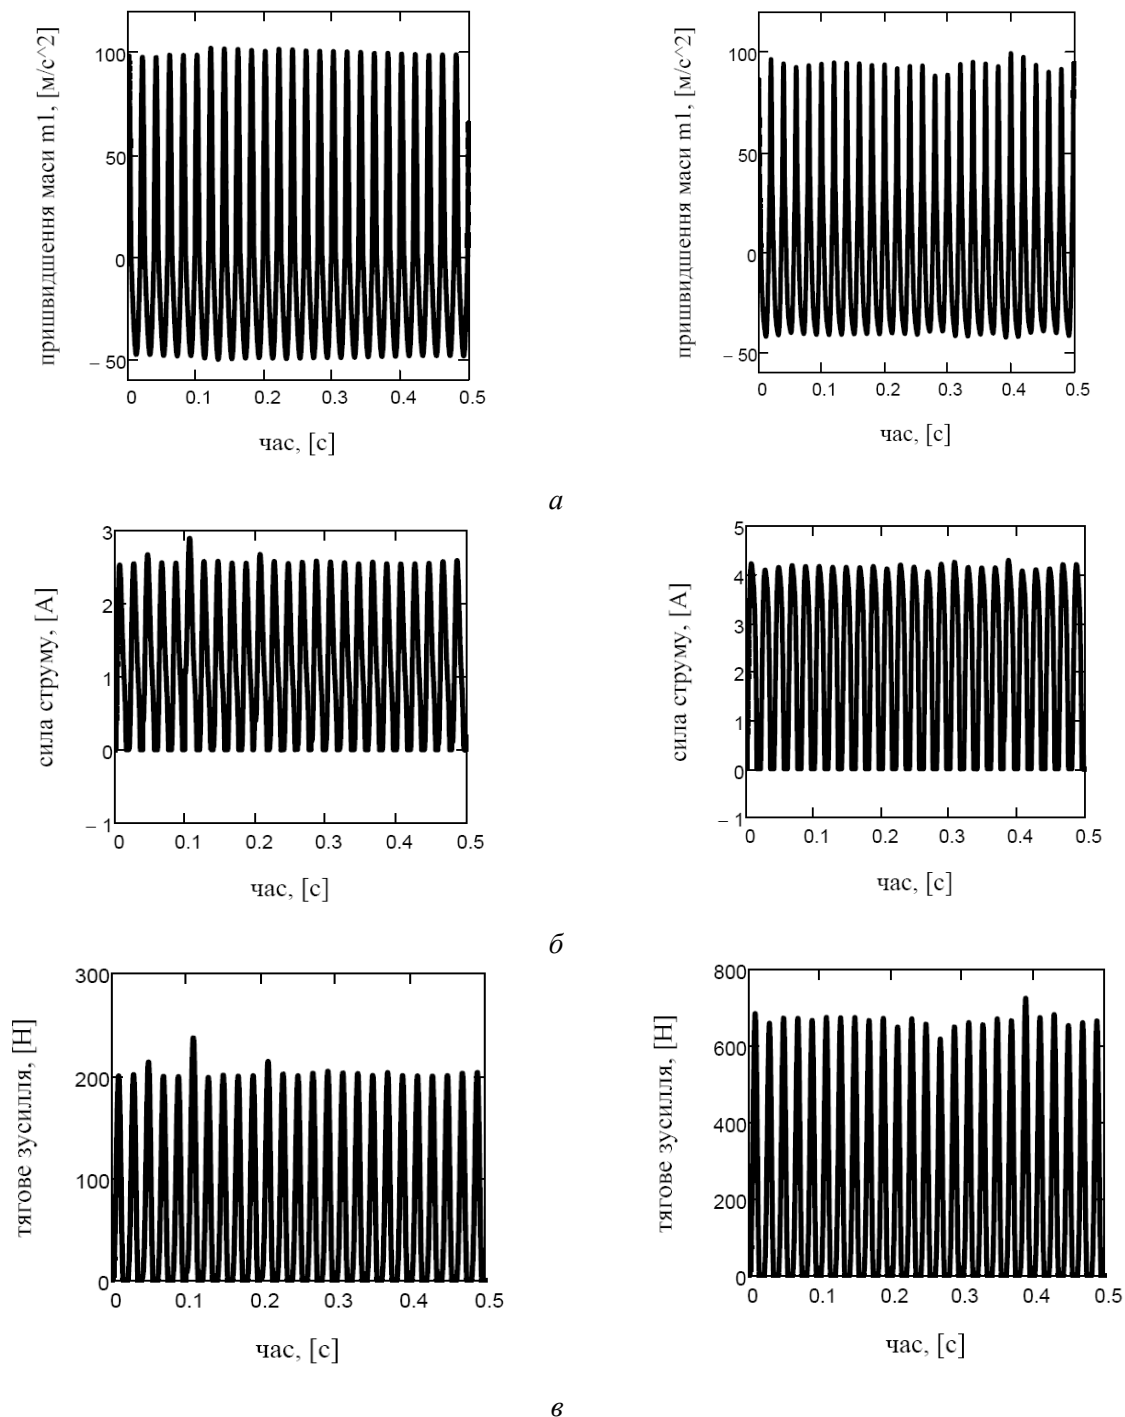 пришвидшення маси m1, [м/с^2]
100
50
0
– 50
0 0.1 0.2 0.3 0.4 0.5
час, [с]
пришвидшення маси m1, [м/с^2]
100
50
0
– 50
0 0.1 0.2 0.3 0.4 0.5
час, [с]
а
сила струму, [А]
3
2
1
0
– 1
0 0.1 0.2 0.3 0.4 0.5
час, [с]
сила струму, [А]
5
4
3
2
1
0
– 1
0 0.1 0.2 0.3 0.4 0.5
час, [с]
б
тягове зусилля, [Н]
300
200
100
0
0 0.1 0.2 0.3 0.4 0.5
час, [с]
тягове зусилля, [Н]
800
600
400
200
0
0 0.1 0.2 0.3 0.4 0.5
час, [с]
в